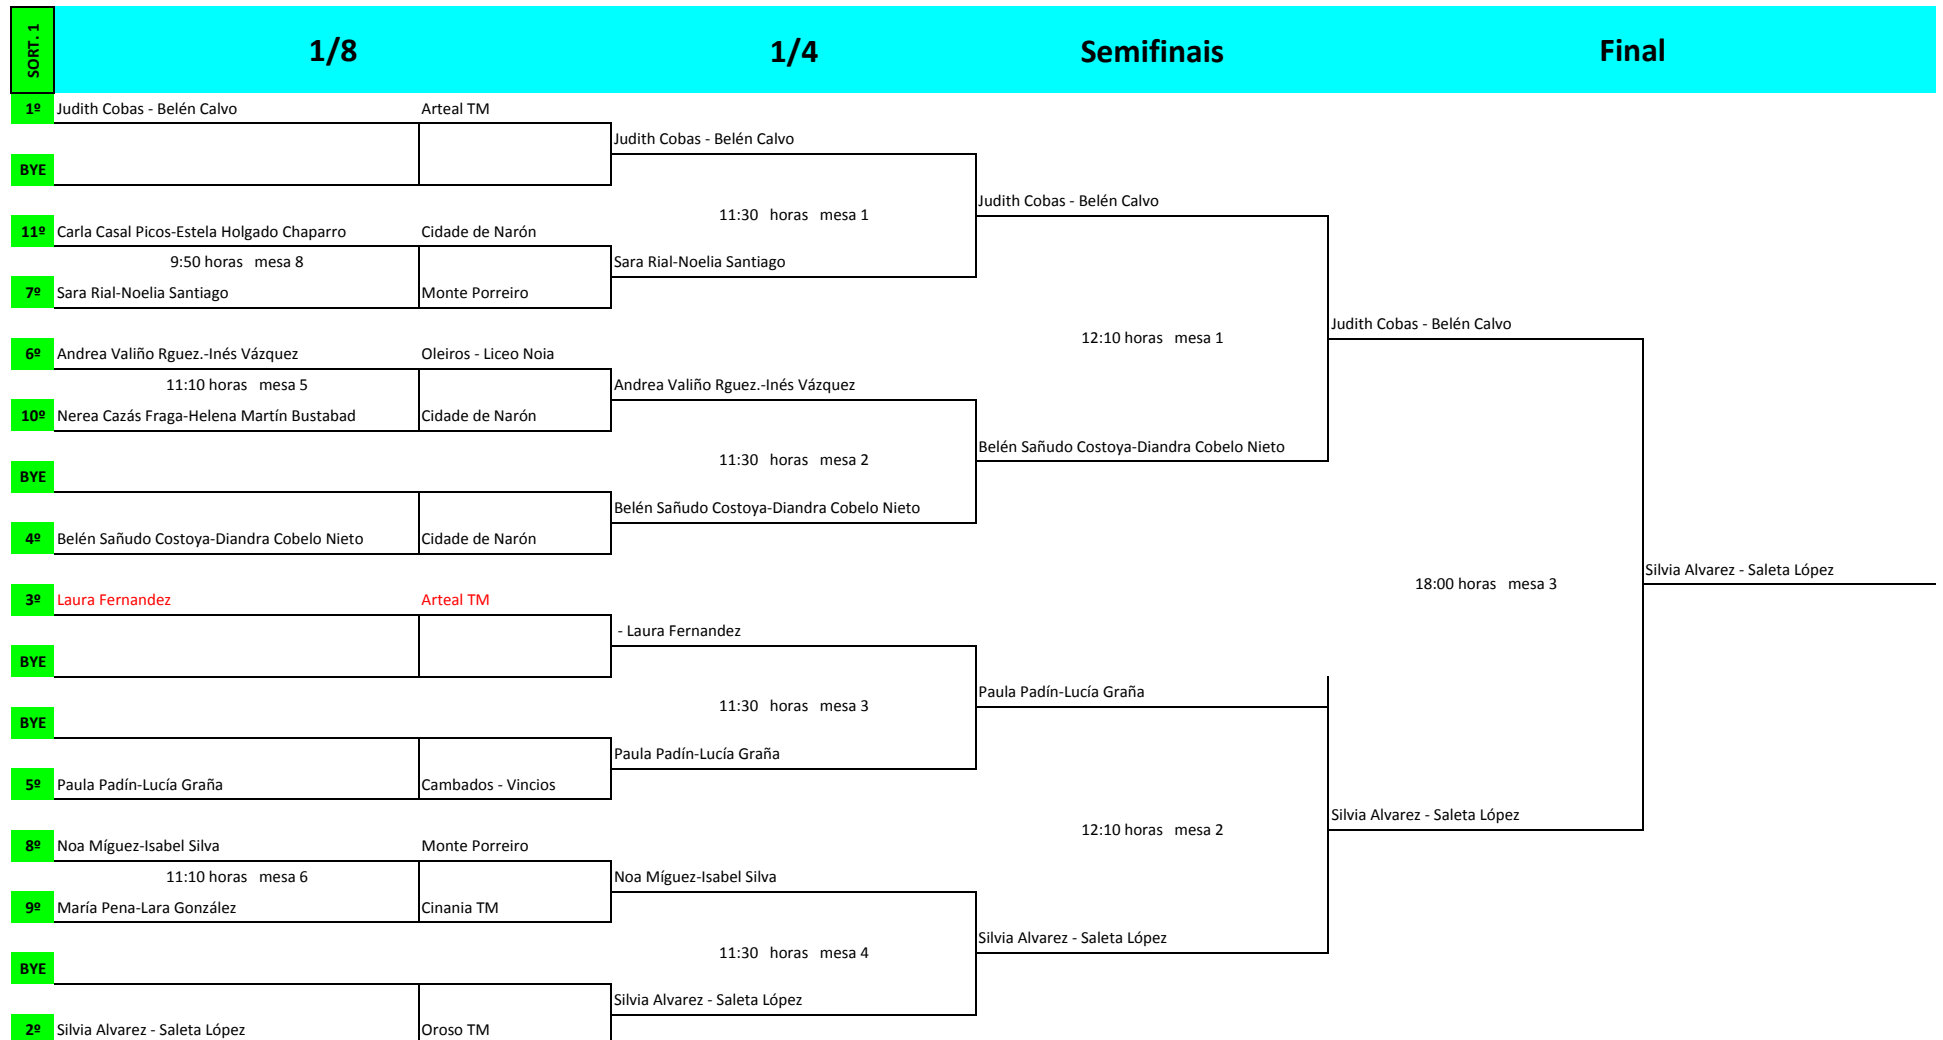 SORT. 1 1/8 1/4 Semifinais Final
1º Judith Cobas - Belén Calvo Arteal TM
Judith Cobas - Belén Calvo
BYE
Judith Cobas - Belén Calvo
11:30 horas mesa 1
11º Carla Casal Picos-Estela Holgado Chaparro Cidade de Narón
9:50 horas mesa 8 Sara Rial-Noelia Santiago
7º Sara Rial-Noelia Santiago Monte Porreiro
Judith Cobas - Belén Calvo
12:10 horas mesa 1
6º Andrea Valiño Rguez.-Inés Vázquez Oleiros - Liceo Noia
11:10 horas mesa 5 Andrea Valiño Rguez.-Inés Vázquez
10º Nerea Cazás Fraga-Helena Martín Bustabad Cidade de Narón
Belén Sañudo Costoya-Diandra Cobelo Nieto
11:30 horas mesa 2
BYE
Belén Sañudo Costoya-Diandra Cobelo Nieto
4º Belén Sañudo Costoya-Diandra Cobelo Nieto Cidade de Narón
Silvia Alvarez - Saleta López
18:00 horas mesa 3
3º Laura Fernandez Arteal TM
- Laura Fernandez
BYE
Paula Padín-Lucía Graña
11:30 horas mesa 3
BYE
Paula Padín-Lucía Graña
5º Paula Padín-Lucía Graña Cambados - Vincios
Silvia Alvarez - Saleta López
12:10 horas mesa 2
8º Noa Míguez-Isabel Silva Monte Porreiro
11:10 horas mesa 6 Noa Míguez-Isabel Silva
9º María Pena-Lara González Cinania TM
Silvia Alvarez - Saleta López
11:30 horas mesa 4
BYE
Silvia Alvarez - Saleta López
2º Silvia Alvarez - Saleta López Oroso TM